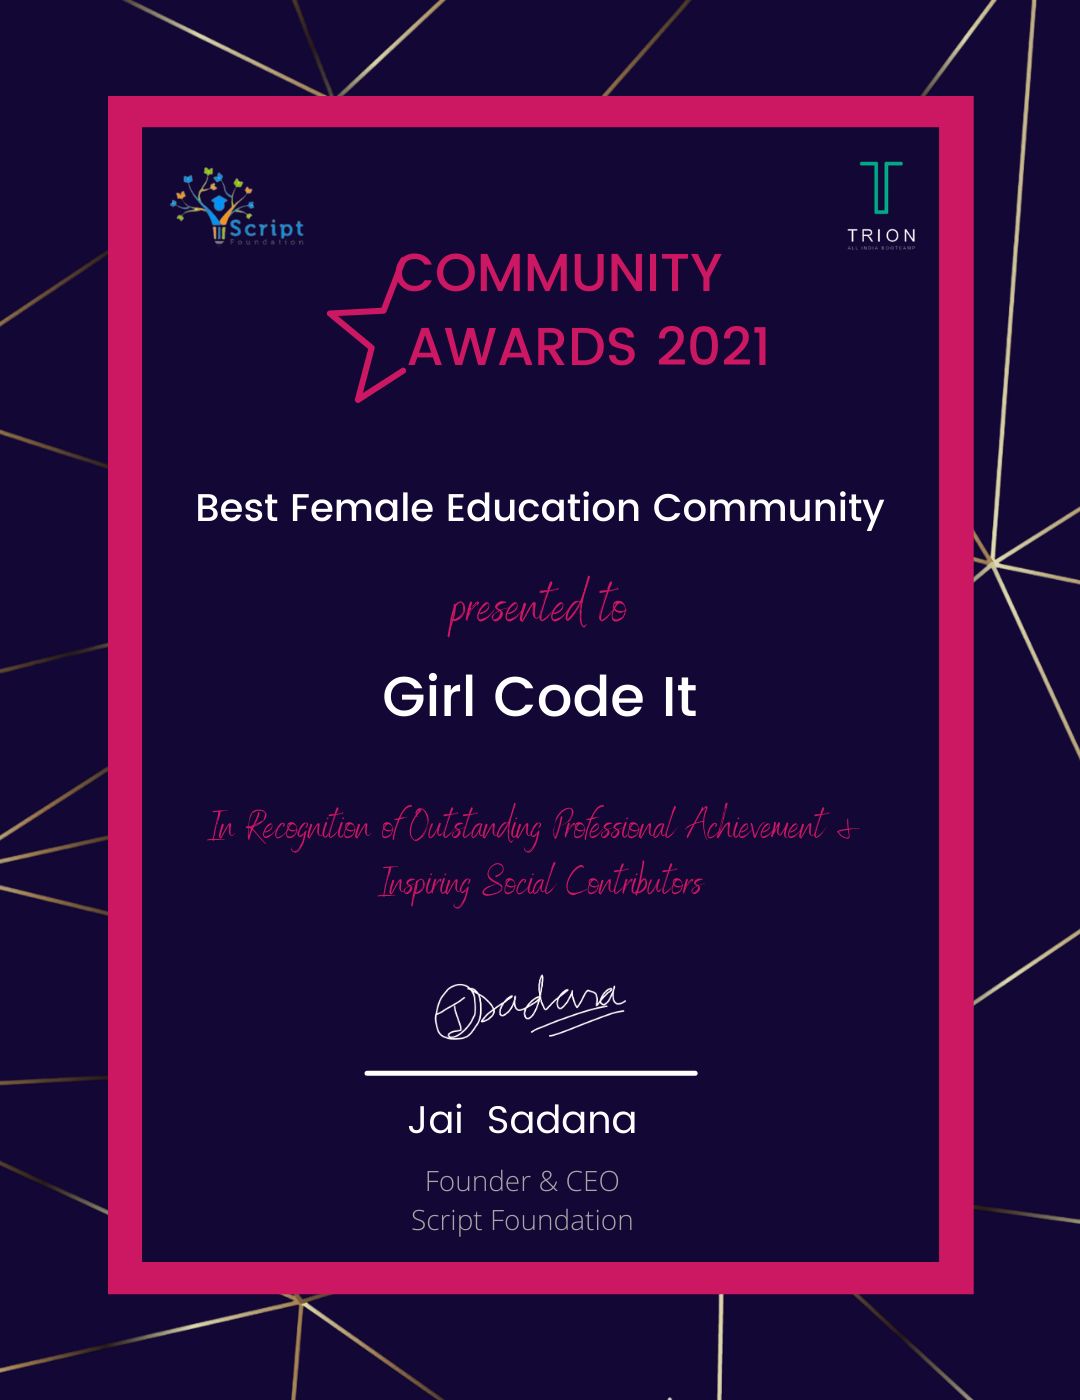 Script
Foundation
TRION
ALL INDIA BOOTCAMP
COMMUNITY
AWARDS 2021
Best Female Education Community
presented to
Girl Code It
In Recognition of Outstanding Professional Achievement &
Inspiring Social Contributors
JSadana
Jai Sadana
Founder & CEO
Script Foundation